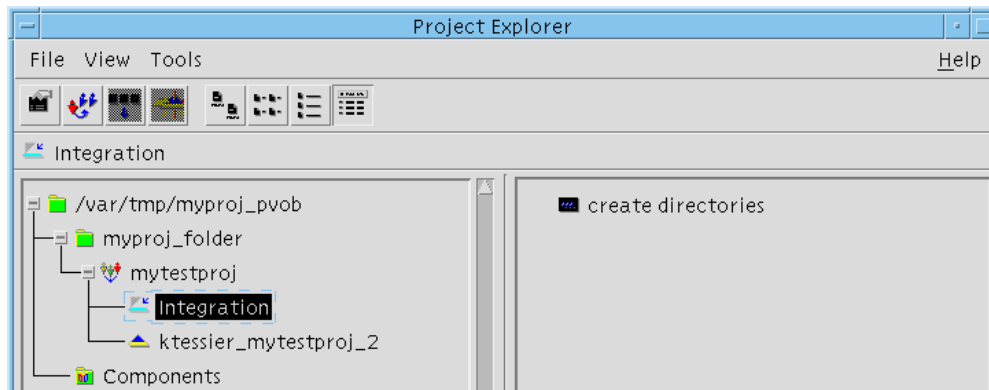 Project Explorer
File View Tools Help
Integration
/var/tmp/myproj_pvob
create directories
myproj_folder
mytestproj
Integration
ktessier_mytestproj_2
Components